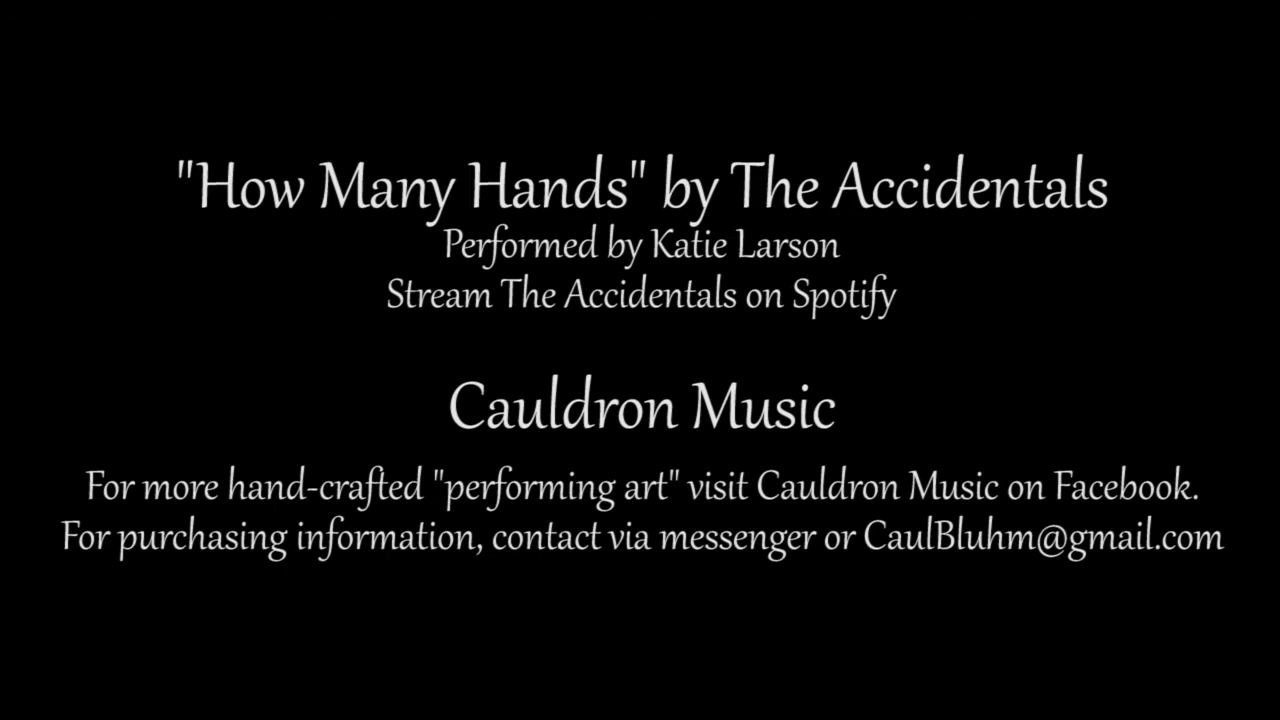 "How Many Hands" by The Accidentals
Performed by Katie Larson
Stream The Accidentals on Spotify
Cauldron Music
For more hand-crafted "performing art" visit Cauldron Music on Facebook.
For purchasing information, contact via messenger or CaulBluhm@gmail.com